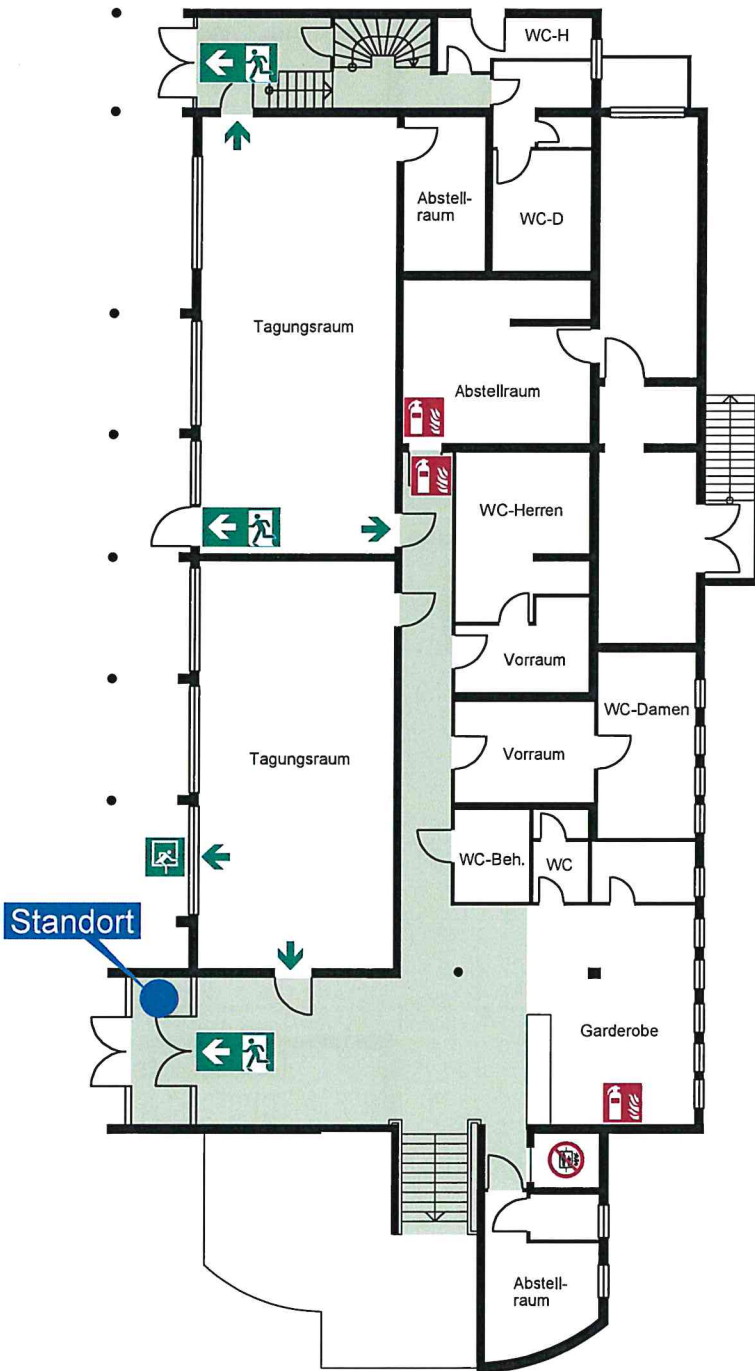 WC-H
Abstell-
raum
WC-D
Tagungsraum
Abstellraum
WC-Herren
Vorraum
WC-Damen
Tagungsraum
Vorraum
WC-Beh.
WC
Standort
Garderobe
Abstell-
raum